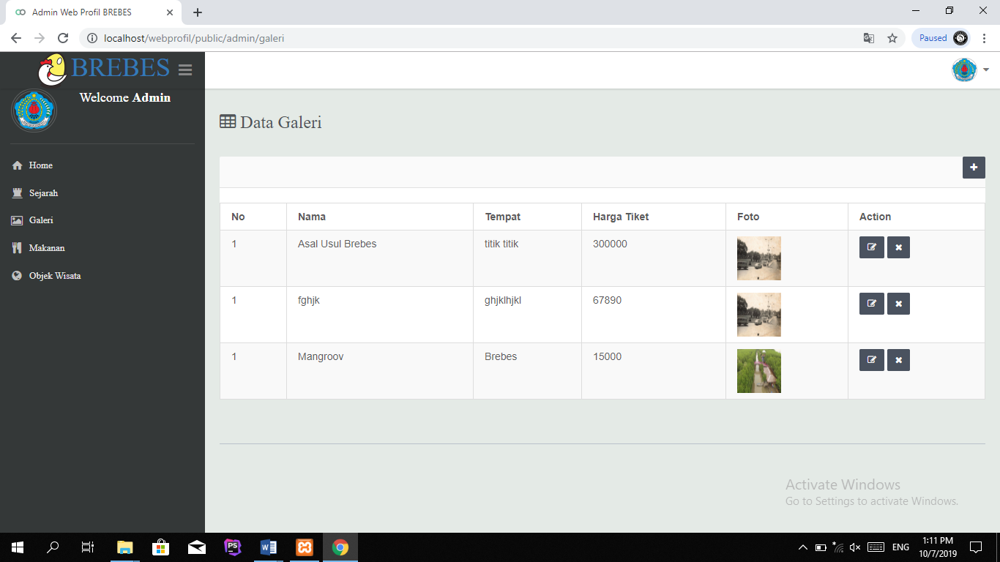 Admin Web Profil BREBES
localhost/webprofil/public/admin/galeri
Paused
BREBES
Welcome Admin
Home
Sejarah
Galeri
Makanan
Objek Wisata
Data Galeri
No Nama Tempat Harga Tiket Foto Action
1 Asal Usul Brebes titik titik 300000
1 fghjk ghjklhjkl 67890
1 Mangroov Brebes 15000
Activate Windows
Go to Settings to activate Windows.
PS
W
ENG
1:11 PM
10/7/2019